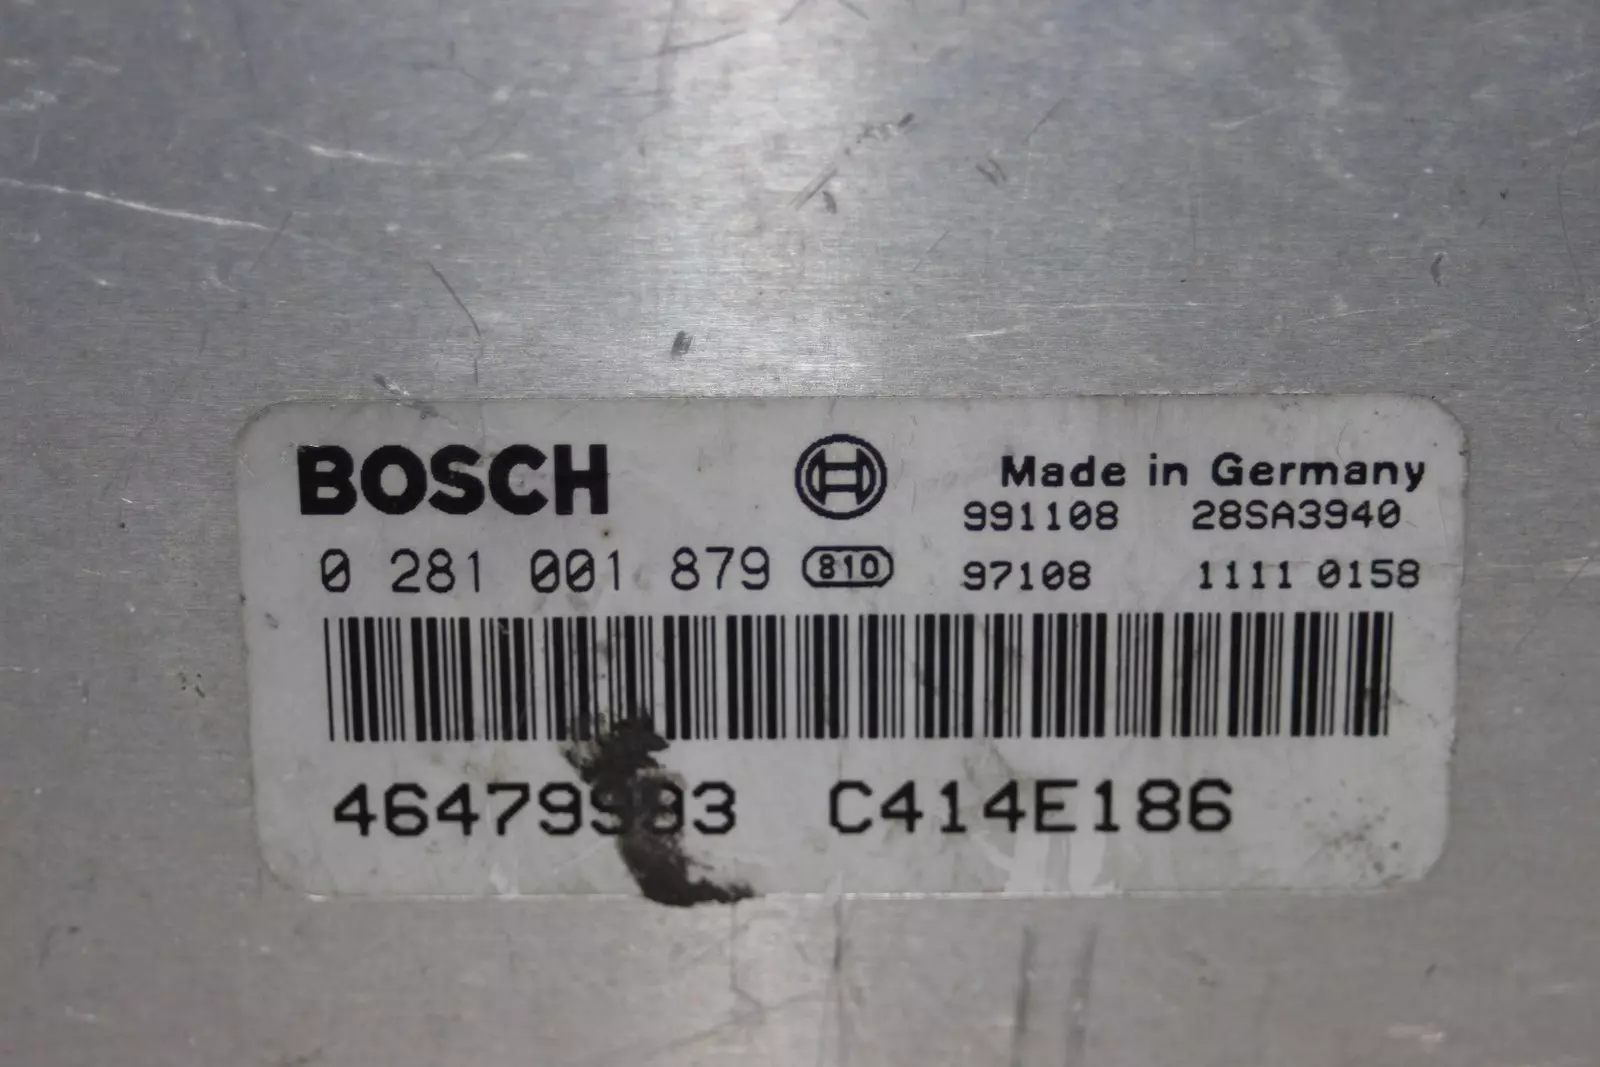 BOSCH Made in Germany
991108 28SA3940
0 281 001 879 810 97108 1111 0158
C414E186